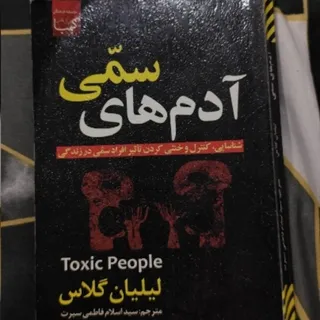 آدم‌های
سمّی
شناسایی، کنترل و خنثی کردن تاثیر افراد سمّی در زندگی
Toxic People
لیلیان گلاس
مترجم: سید اسلام فاطمی سیرت